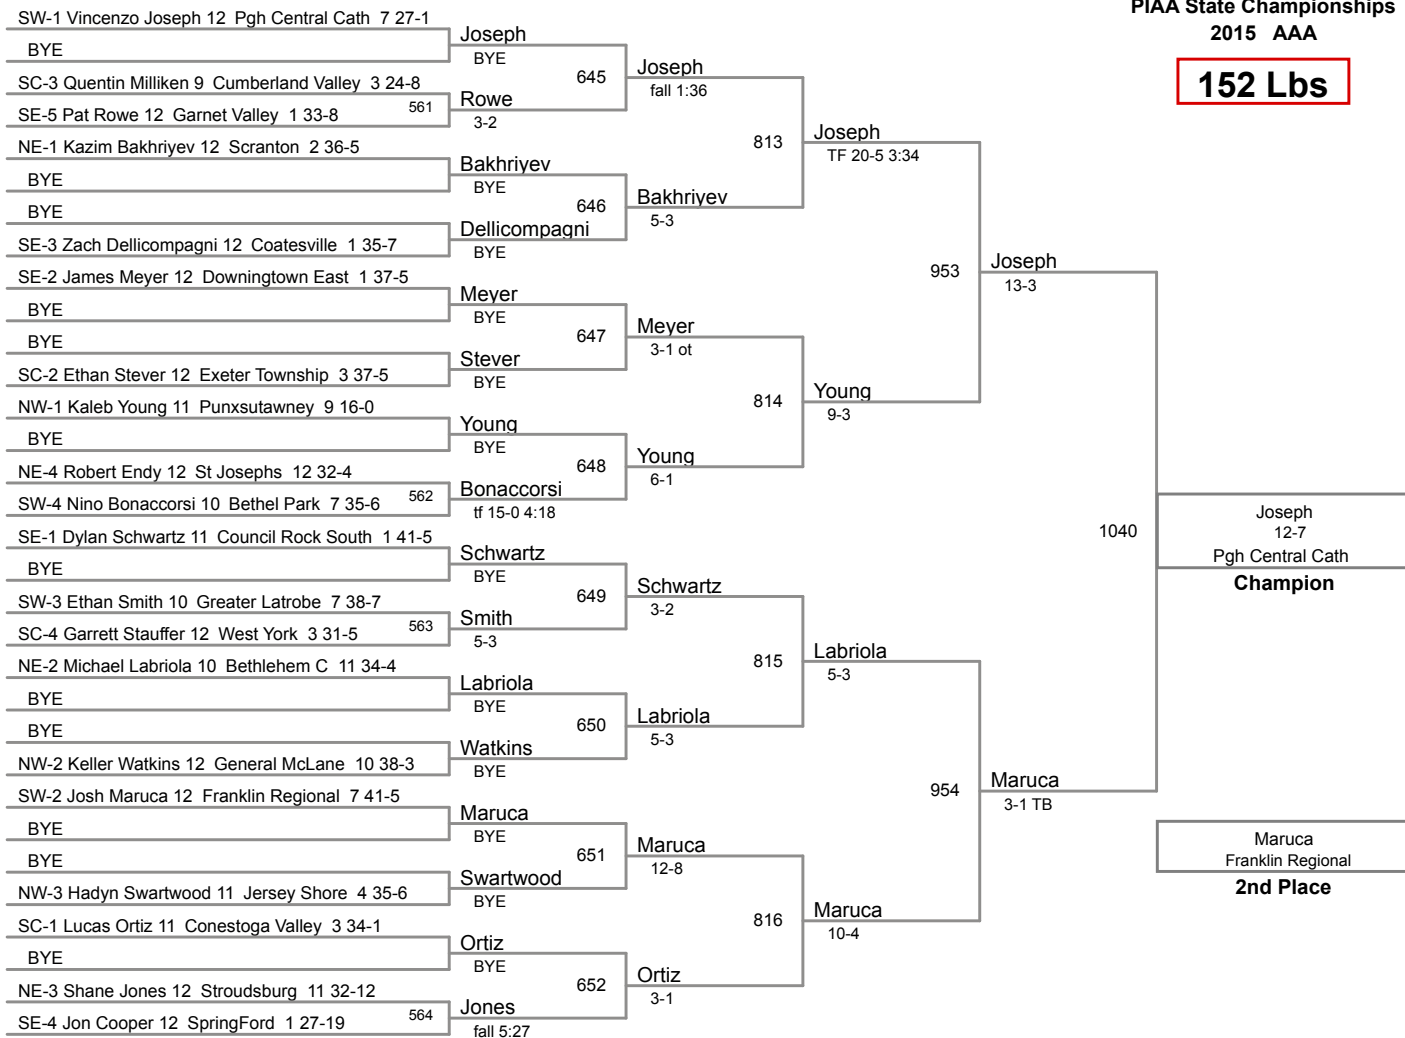 PIAA State Championships
2015 AAA
152 Lbs
SW-1 Vincenzo Joseph 12 Pgh Central Cath 7 27-1
BYE
SC-3 Quentin Milliken 9 Cumberland Valley 3 24-8
SE-5 Pat Rowe 12 Garnet Valley 1 33-8
561
NE-1 Kazim Bakhriyev 12 Scranton 2 36-5
BYE
BYE
SE-3 Zach Dellicompagni 12 Coatesville 1 35-7
SE-2 James Meyer 12 Downingtown East 1 37-5
BYE
BYE
SC-2 Ethan Stever 12 Exeter Township 3 37-5
NW-1 Kaleb Young 11 Punxsutawney 9 16-0
BYE
NE-4 Robert Endy 12 St Josephs 12 32-4
SW-4 Nino Bonaccorsi 10 Bethel Park 7 35-6
562
SE-1 Dylan Schwartz 11 Council Rock South 1 41-5
BYE
SW-3 Ethan Smith 10 Greater Latrobe 7 38-7
SC-4 Garrett Stauffer 12 West York 3 31-5
563
NE-2 Michael Labriola 10 Bethlehem C 11 34-4
BYE
BYE
NW-2 Keller Watkins 12 General McLane 10 38-3
SW-2 Josh Maruca 12 Franklin Regional 7 41-5
BYE
BYE
NW-3 Hadyn Swartwood 11 Jersey Shore 4 35-6
SC-1 Lucas Ortiz 11 Conestoga Valley 3 34-1
BYE
NE-3 Shane Jones 12 Stroudsburg 11 32-12
SE-4 Jon Cooper 12 SpringFord 1 27-19
564
Joseph
BYE
645
Rowe
3-2
Bakhriyev
BYE
646
Dellicompagni
BYE
Meyer
BYE
647
Stever
BYE
Young
BYE
648
Bonaccorsi
tf 15-0 4:18
Schwartz
BYE
649
Smith
5-3
Labriola
BYE
650
Watkins
BYE
Maruca
BYE
651
Swartwood
BYE
Ortiz
BYE
652
Jones
fall 5:27
Joseph
fall 1:36
813
Bakhriyev
5-3
Meyer
3-1 ot
814
Young
6-1
Schwartz
3-2
815
Labriola
5-3
Maruca
12-8
816
Ortiz
3-1
Joseph
TF 20-5 3:34
953
Young
9-3
Labriola
5-3
954
Maruca
10-4
Joseph
13-3
1040
Maruca
3-1 TB
Joseph
12-7
Pgh Central Cath
Champion
Maruca
Franklin Regional
2nd Place